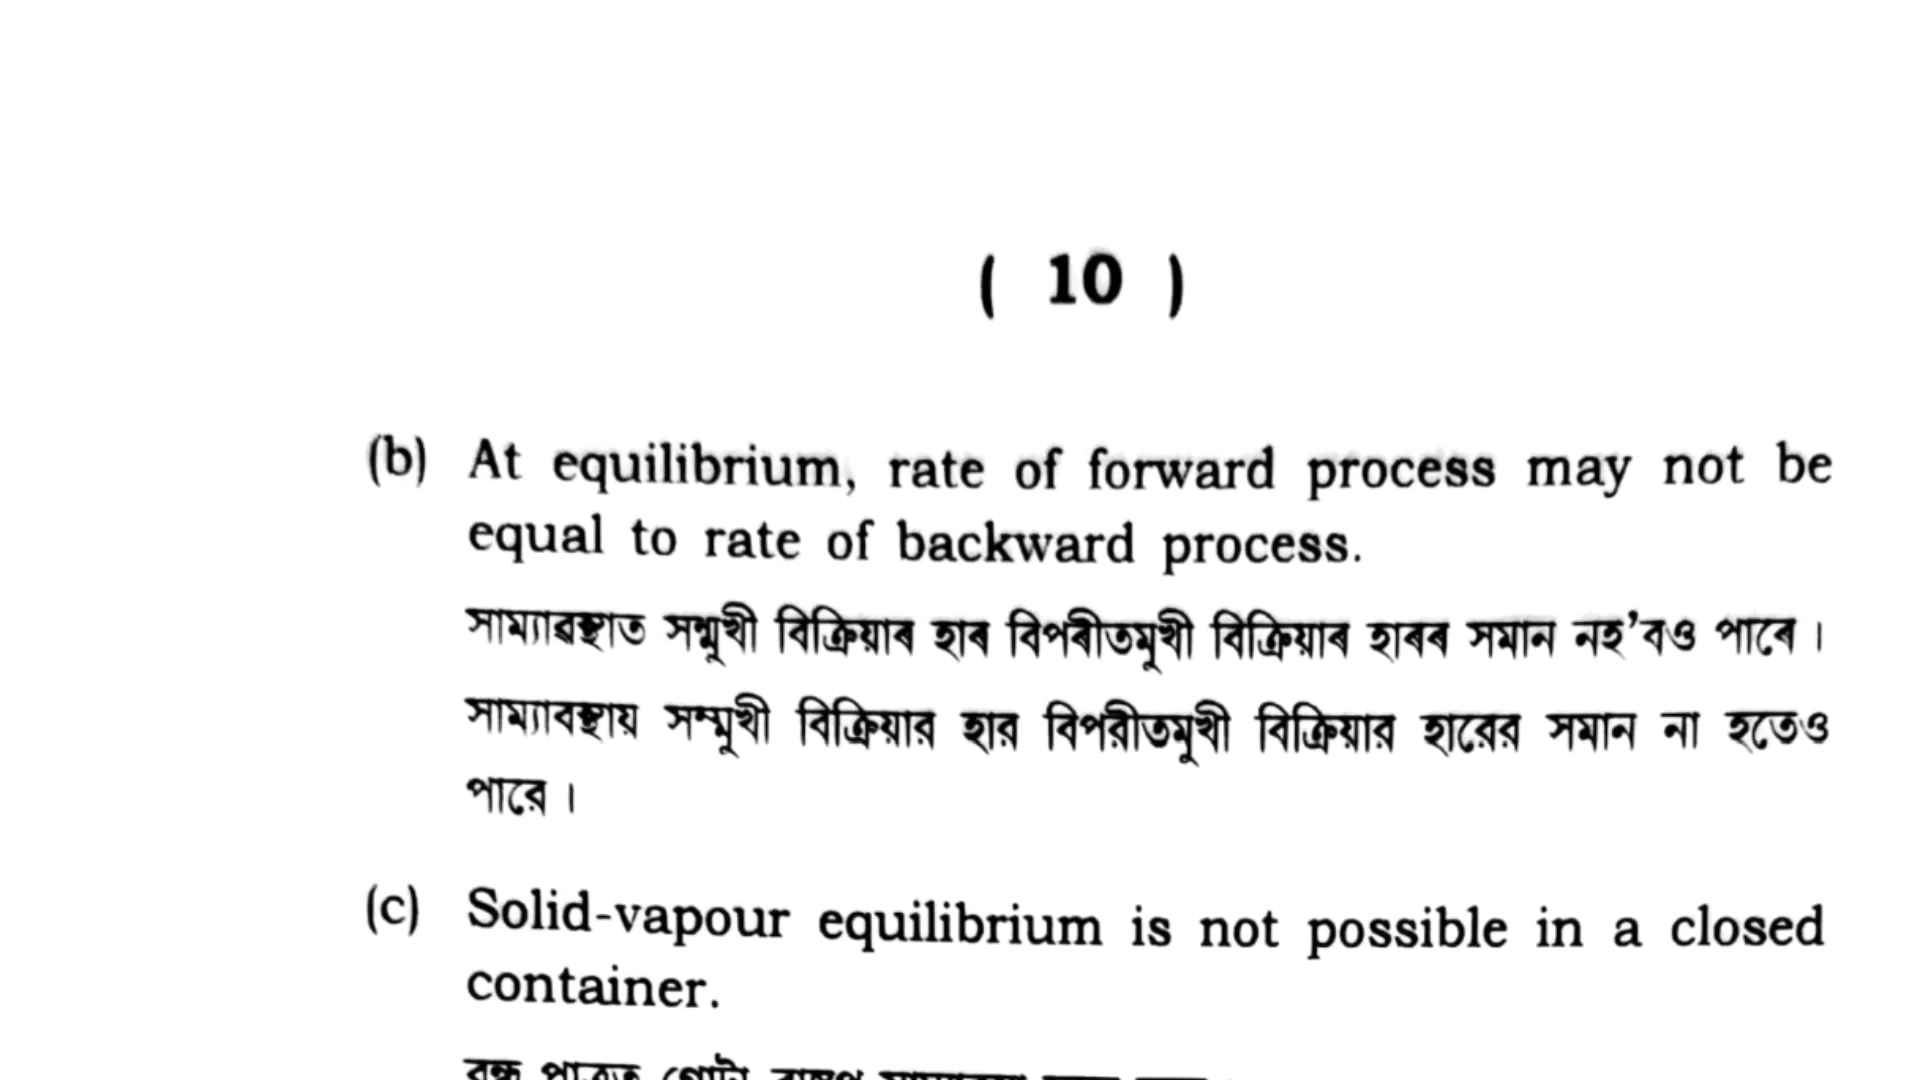 ( 10 )
(b) At equilibrium, rate of forward process may not be
equal to rate of backward process.
সাম্যাৱস্থাত সন্মুখী বিক্ৰিয়াৰ হাৰ বিপৰীতমুখী বিক্ৰিয়াৰ হাৰৰ সমান নহ’বও পাৰে ।
সাম্যাবস্থায় সম্মুখী বিক্রিয়ার হার বিপরীতমুখী বিক্রিয়ার হারের সমান না হতেও
পারে ।
(c) Solid-vapour equilibrium is not possible in a closed
container.